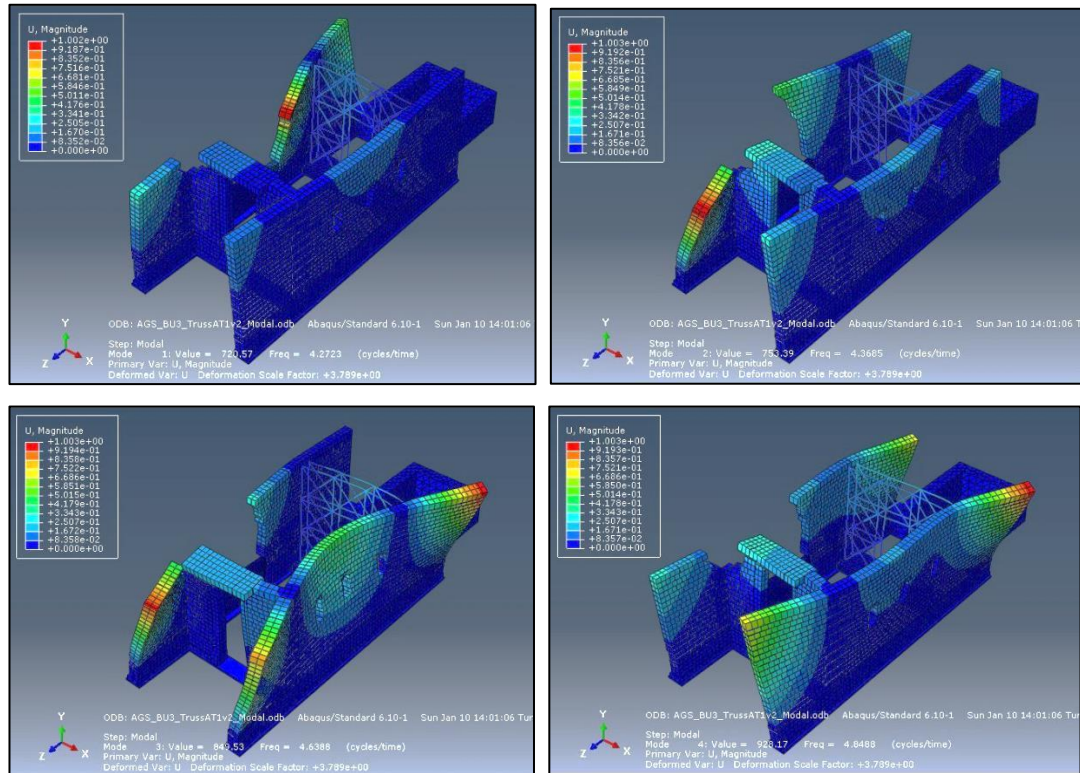 U, Magnitude
+1.002e+00
+9.187e-01
+8.352e-01
+7.516e-01
+6.681e-01
+5.846e-01
+5.011e-01
+4.176e-01
+3.341e-01
+2.505e-01
+1.670e-01
+8.352e-02
+0.000e+00
Y
Z X
ODB: AGS_BU3_TrussAT1v2_Modal.odb Abaqus/Standard 6.10-1 Sun Jan 10 14:01:06
Step: Modal
Mode 1: Value = 720.57 Freq = 4.2723 (cycles/time)
Primary Var: U, Magnitude
Deformed Var: U Deformation Scale Factor: +3.789e+00
U, Magnitude
+1.003e+00
+9.192e-01
+8.356e-01
+7.521e-01
+6.685e-01
+5.849e-01
+5.014e-01
+4.178e-01
+3.342e-01
+2.507e-01
+1.671e-01
+8.356e-02
+0.000e+00
Y
Z X
ODB: AGS_BU3_TrussAT1v2_Modal.odb Abaqus/Standard 6.10-1 Sun Jan 10 14:01:06 T
Step: Modal
Mode 2: Value = 753.39 Freq = 4.3685 (cycles/time)
Primary Var: U, Magnitude
Deformed Var: U Deformation Scale Factor: +3.789e+00
U, Magnitude
+1.003e+00
+9.194e-01
+8.358e-01
+7.522e-01
+6.686e-01
+5.851e-01
+5.015e-01
+4.179e-01
+3.343e-01
+2.507e-01
+1.672e-01
+8.358e-02
+0.000e+00
Y
Z X
ODB: AGS_BU3_TrussAT1v2_Modal.odb Abaqus/Standard 6.10-1 Sun Jan 10 14:01:06 Tur
Step: Modal
Mode 3: Value = 849.53 Freq = 4.6388 (cycles/time)
Primary Var: U, Magnitude
Deformed Var: U Deformation Scale Factor: +3.789e+00
U, Magnitude
+1.003e+00
+9.193e-01
+8.357e-01
+7.521e-01
+6.686e-01
+5.850e-01
+5.014e-01
+4.178e-01
+3.343e-01
+2.507e-01
+1.671e-01
+8.357e-02
+0.000e+00
Y
Z X
ODB: AGS_BU3_TrussAT1v2_Modal.odb Abaqus/Standard 6.10-1 Sun Jan 10 14:01:06 Tur
Step: Modal
Mode 4: Value = 928.17 Freq = 4.8488 (cycles/time)
Primary Var: U, Magnitude
Deformed Var: U Deformation Scale Factor: +3.789e+00